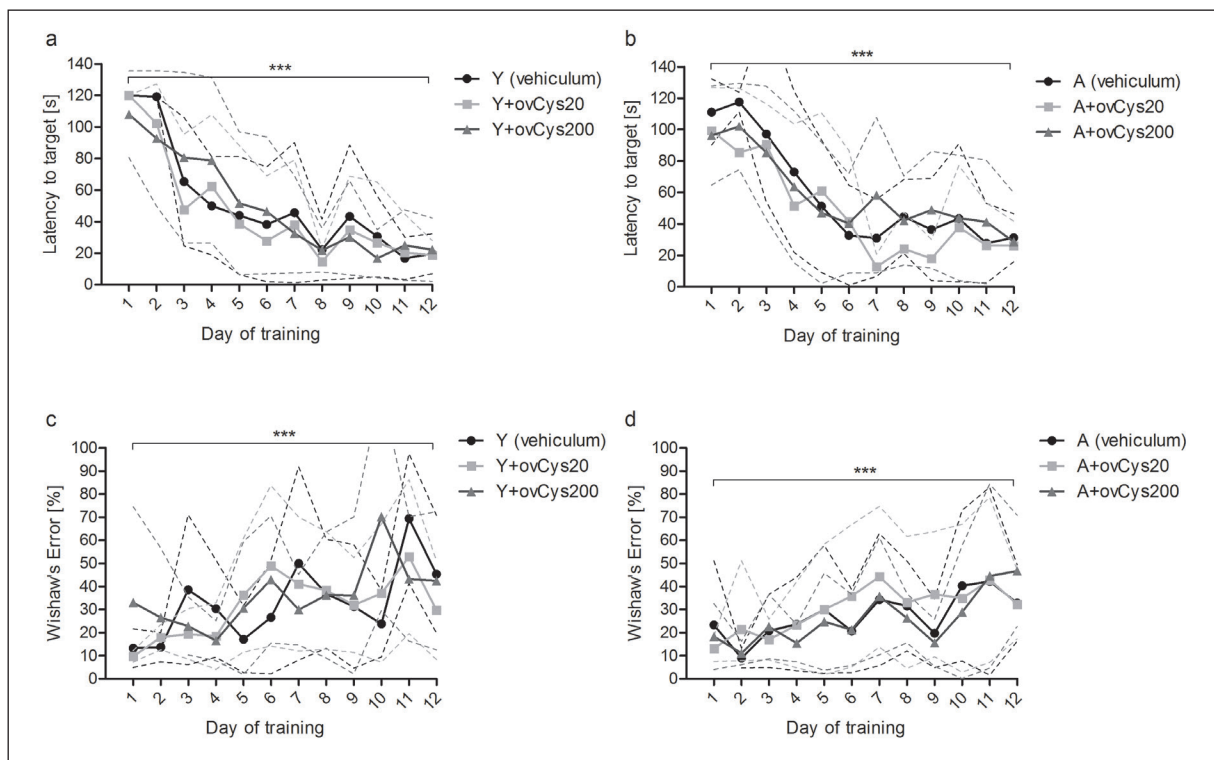 a
***
140
120
100
80
60
40
20
0
Latency to target [s]
1 2 3 4 5 6 7 8 9 10 11 12
Day of training
Y (vehiculum)
Y+ovCys20
Y+ovCys200
b
***
140
120
100
80
60
40
20
0
Latency to target [s]
1 2 3 4 5 6 7 8 9 10 11 12
Day of training
A (vehiculum)
A+ovCys20
A+ovCys200
c
***
100
90
80
70
60
50
40
30
20
10
0
Wishaw's Error [%]
1 2 3 4 5 6 7 8 9 10 11 12
Day of training
Y (vehiculum)
Y+ovCys20
Y+ovCys200
d
***
100
90
80
70
60
50
40
30
20
10
0
Wishaw's Error [%]
1 2 3 4 5 6 7 8 9 10 11 12
Day of training
A (vehiculum)
A+ovCys20
A+ovCys200